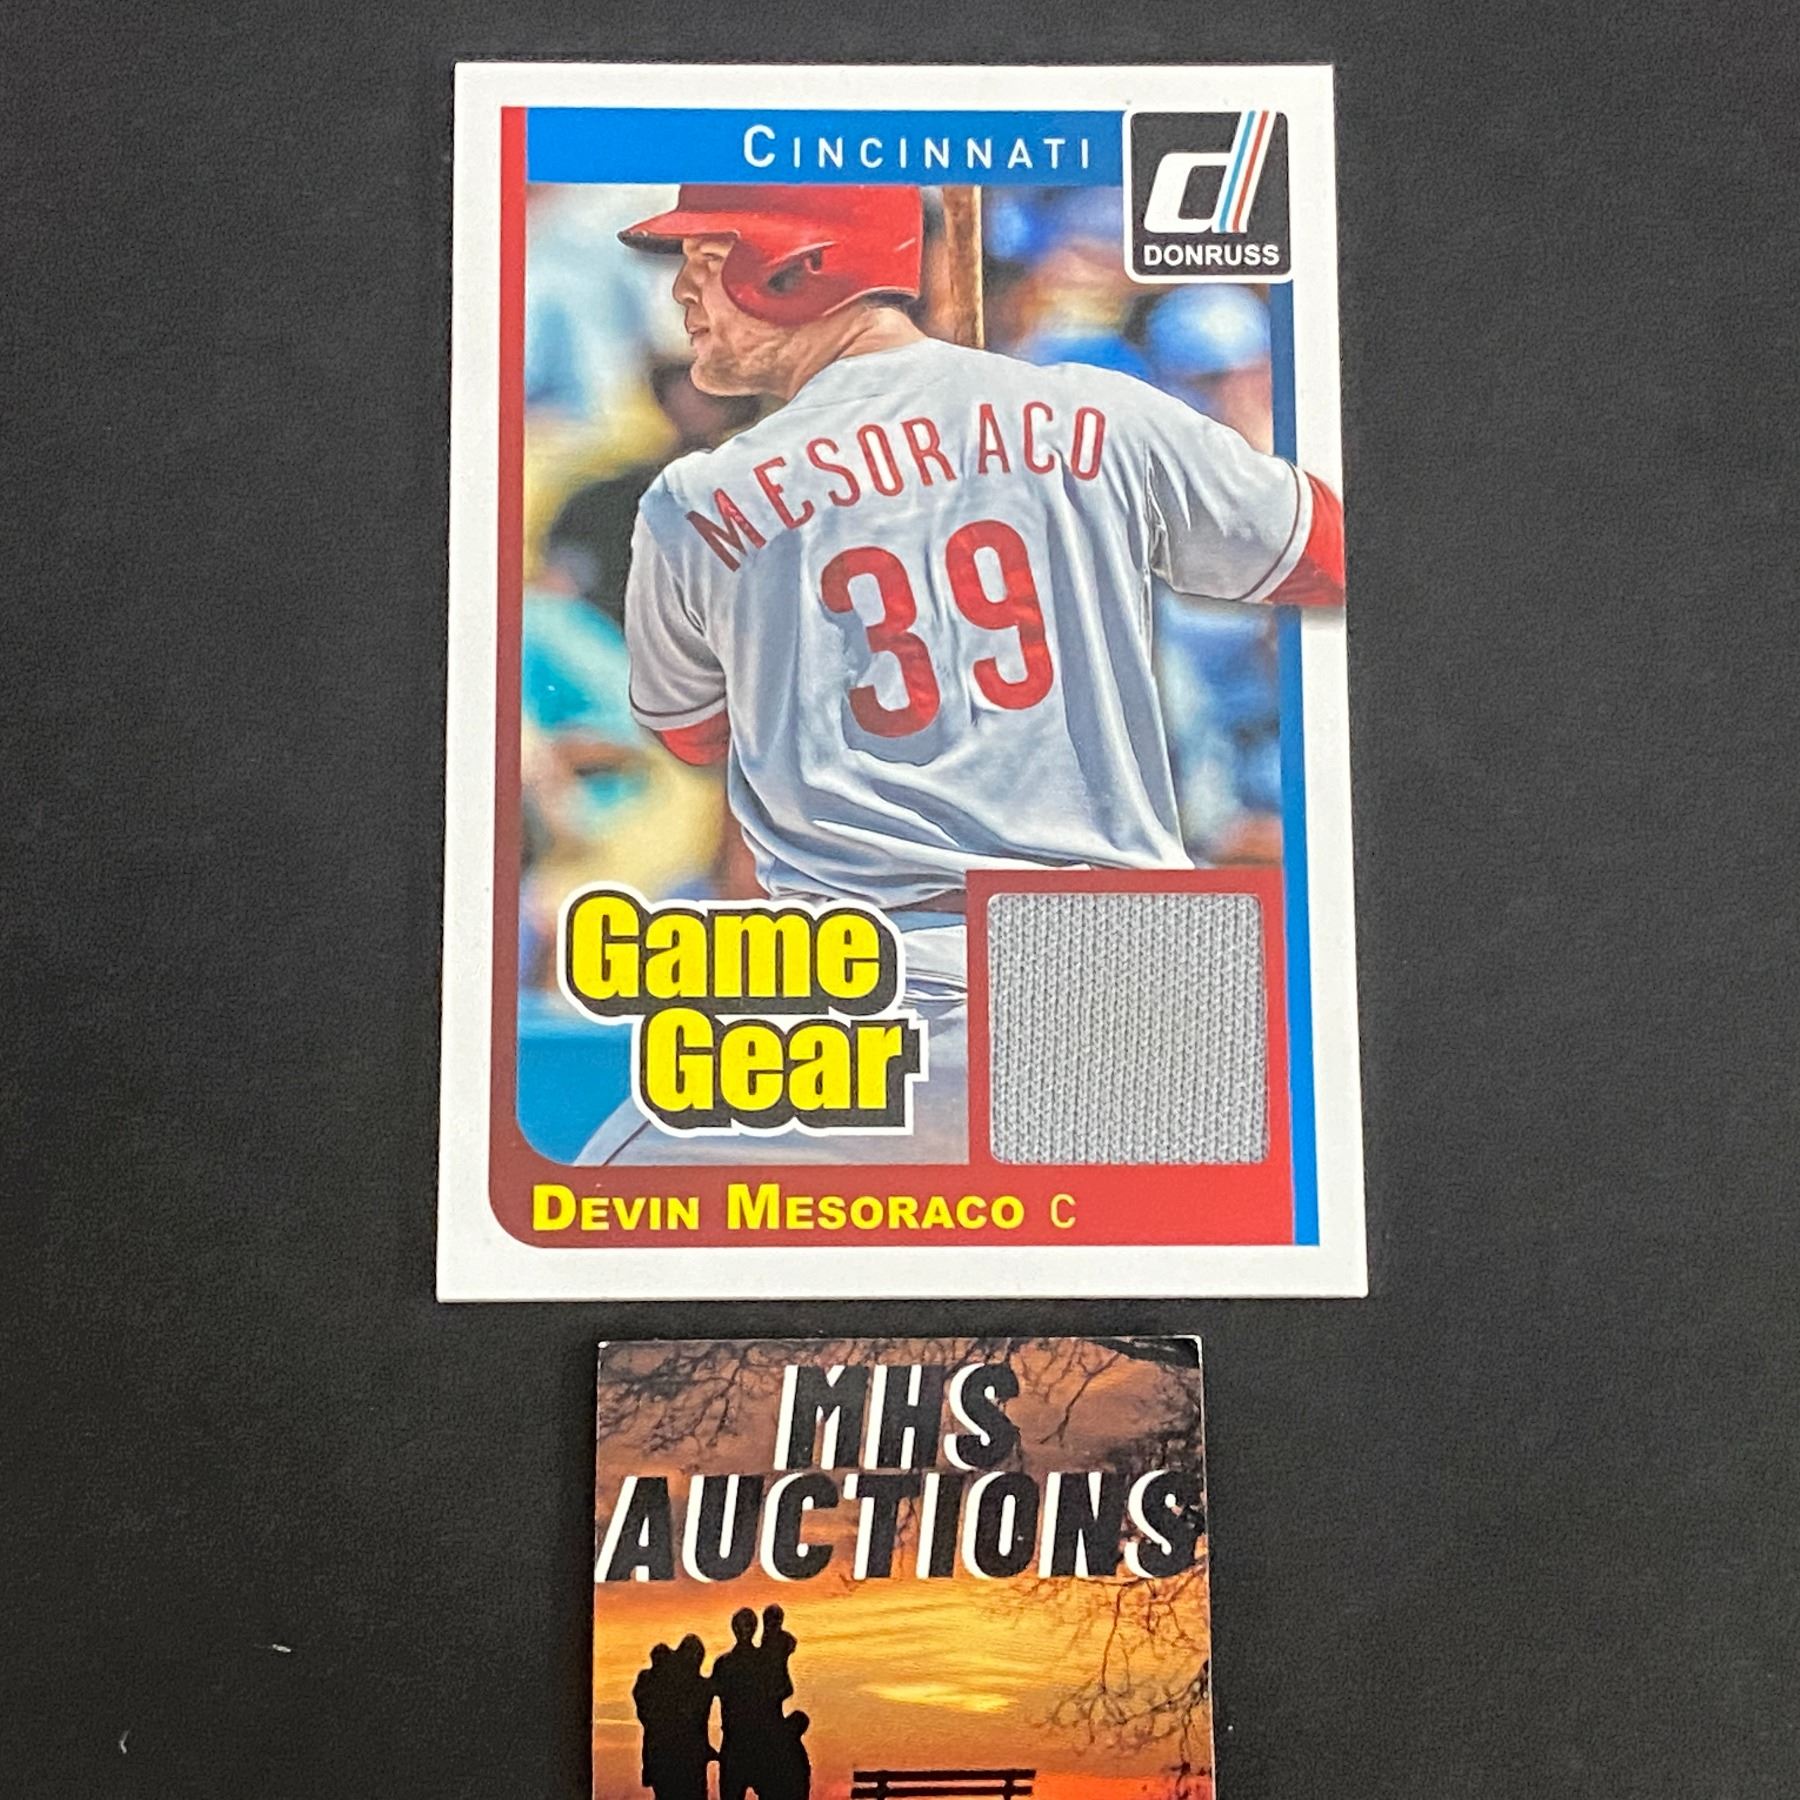 CINCINNATI
d
DONRUSS
MESORACO
39
Game
Gear
DEVIN MESORACO C
MHS
AUCTIONS